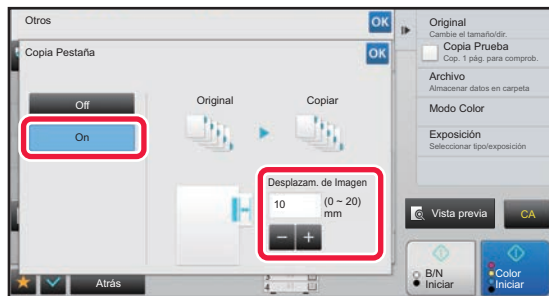 Otros
OK
Copia Pestaña
OK
Off
On
Original
Copiar
Desplazam. de Imagen
10
(0 ~ 20)
mm
Atrás
Original
Cambie el tamaño/dir.
Copia Prueba
Cop. 1 pág. para comprob.
Archivo
Almacenar datos en carpeta
Modo Color
Exposición
Seleccionar tipo/exposición
Vista previa
CA
B/N
Iniciar
Color
Iniciar